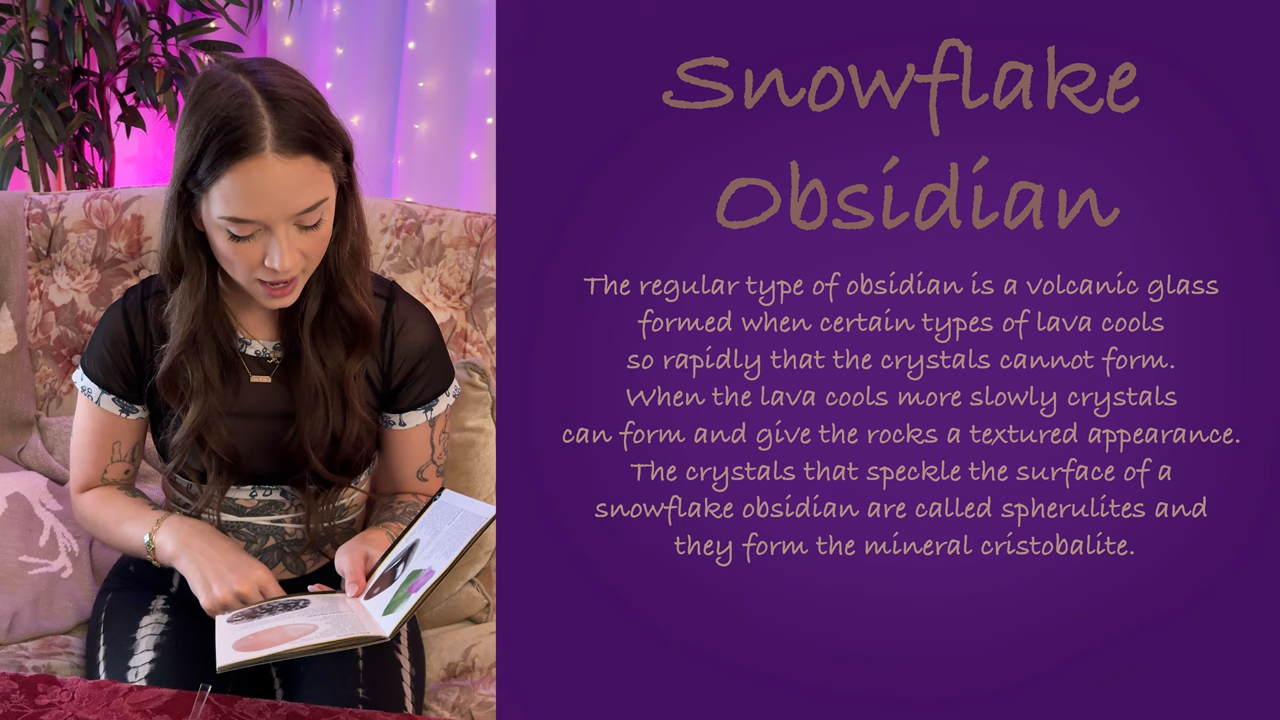 Snowflake
Obsidian
The regular type of obsidian is a volcanic glass
formed when certain types of lava cools
so rapidly that the crystals cannot form.
When the lava cools more slowly crystals
can form and give the rocks a textured appearance.
The crystals that speckle the surface of a
snowflake obsidian are called spherulites and
they form the mineral cristobalite.